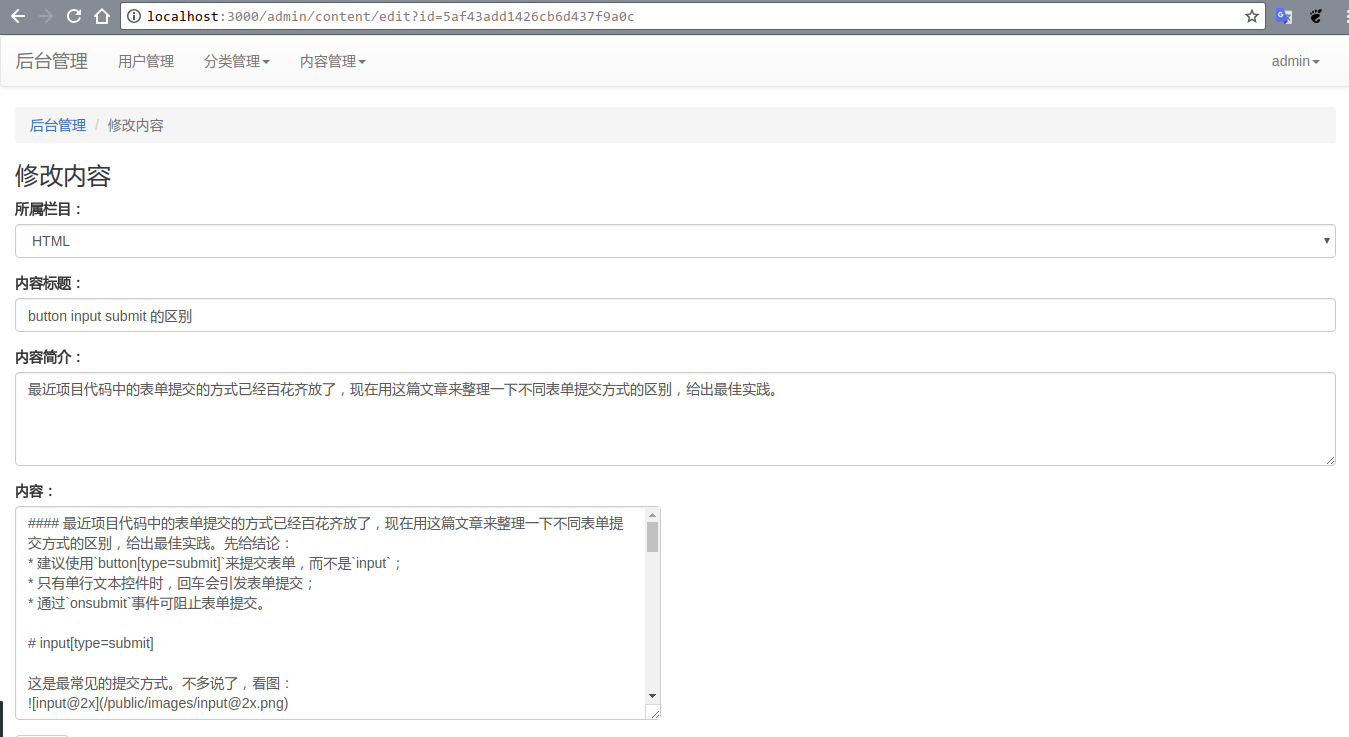 localhost:3000/admin/content/edit?id=5af43add1426cb6d437f9a0c
后台管理 用户管理 分类管理 内容管理 admin
后台管理 / 修改内容
修改内容
所属栏目：
HTML
内容标题：
button input submit 的区别
内容简介：
最近项目代码中的表单提交的方式已经百花齐放了，现在用这篇文章来整理一下不同表单提交方式的区别，给出最佳实践。
内容：
#### 最近项目代码中的表单提交的方式已经百花齐放了，现在用这篇文章来整理一下不同表单提
交方式的区别，给出最佳实践。先给结论：
* 建议使用`button[type=submit]`来提交表单，而不是`input`；
* 只有单行文本控件时，回车会引发表单提交；
* 通过`onsubmit`事件可阻止表单提交。
# input[type=submit]
这是最常见的提交方式。不多说了，看图：
![input@2x](/public/images/input@2x.png)